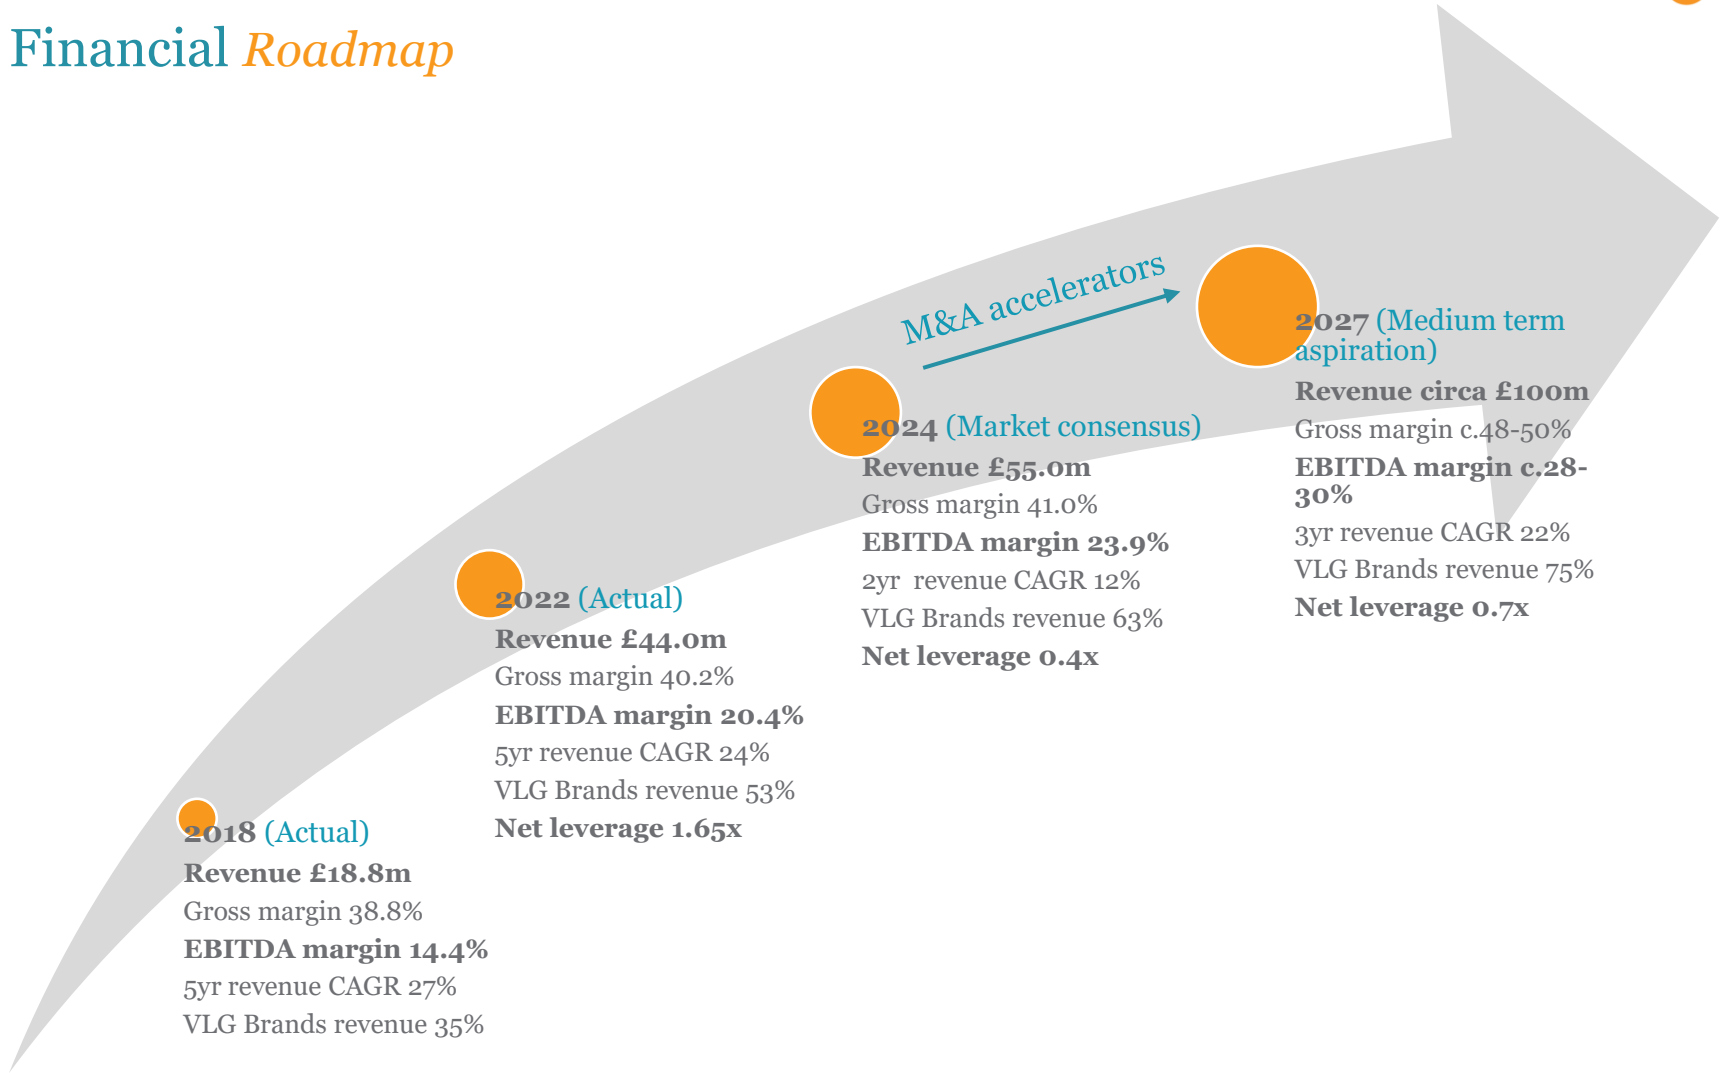 Financial Roadmap
M&A accelerators
2018 (Actual)
Revenue £18.8m
Gross margin 38.8%
EBITDA margin 14.4%
5yr revenue CAGR 27%
VLG Brands revenue 35%
2022 (Actual)
Revenue £44.0m
Gross margin 40.2%
EBITDA margin 20.4%
5yr revenue CAGR 24%
VLG Brands revenue 53%
Net leverage 1.65x
2024 (Market consensus)
Revenue £55.0m
Gross margin 41.0%
EBITDA margin 23.9%
2yr  revenue CAGR 12%
VLG Brands revenue 63%
Net leverage 0.4x
2027 (Medium term
aspiration)
Revenue circa £100m
Gross margin c.48-50%
EBITDA margin c.28-
30%
3yr revenue CAGR 22%
VLG Brands revenue 75%
Net leverage 0.7x